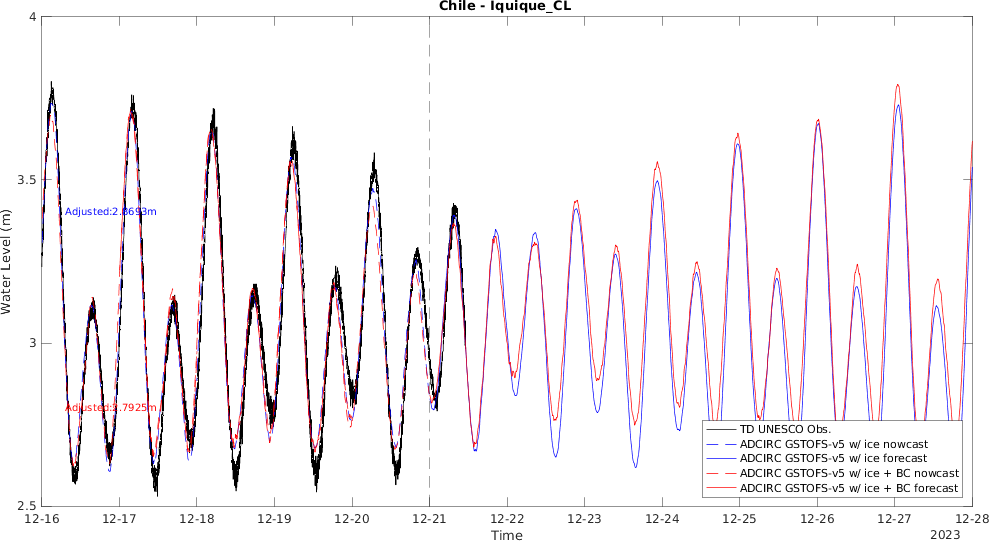 Chile - Iquique_CL
Water Level (m)
4
3.5
3
2.5
Adjusted:2.8693m
Adjusted:2.7925m
TD UNESCO Obs.
ADCIRC GSTOFS-v5 w/ ice nowcast
ADCIRC GSTOFS-v5 w/ ice forecast
ADCIRC GSTOFS-v5 w/ ice + BC nowcast
ADCIRC GSTOFS-v5 w/ ice + BC forecast
12-16 12-17 12-18 12-19 12-20 12-21 12-22 12-23 12-24 12-25 12-26 12-27 12-28
Time
2023